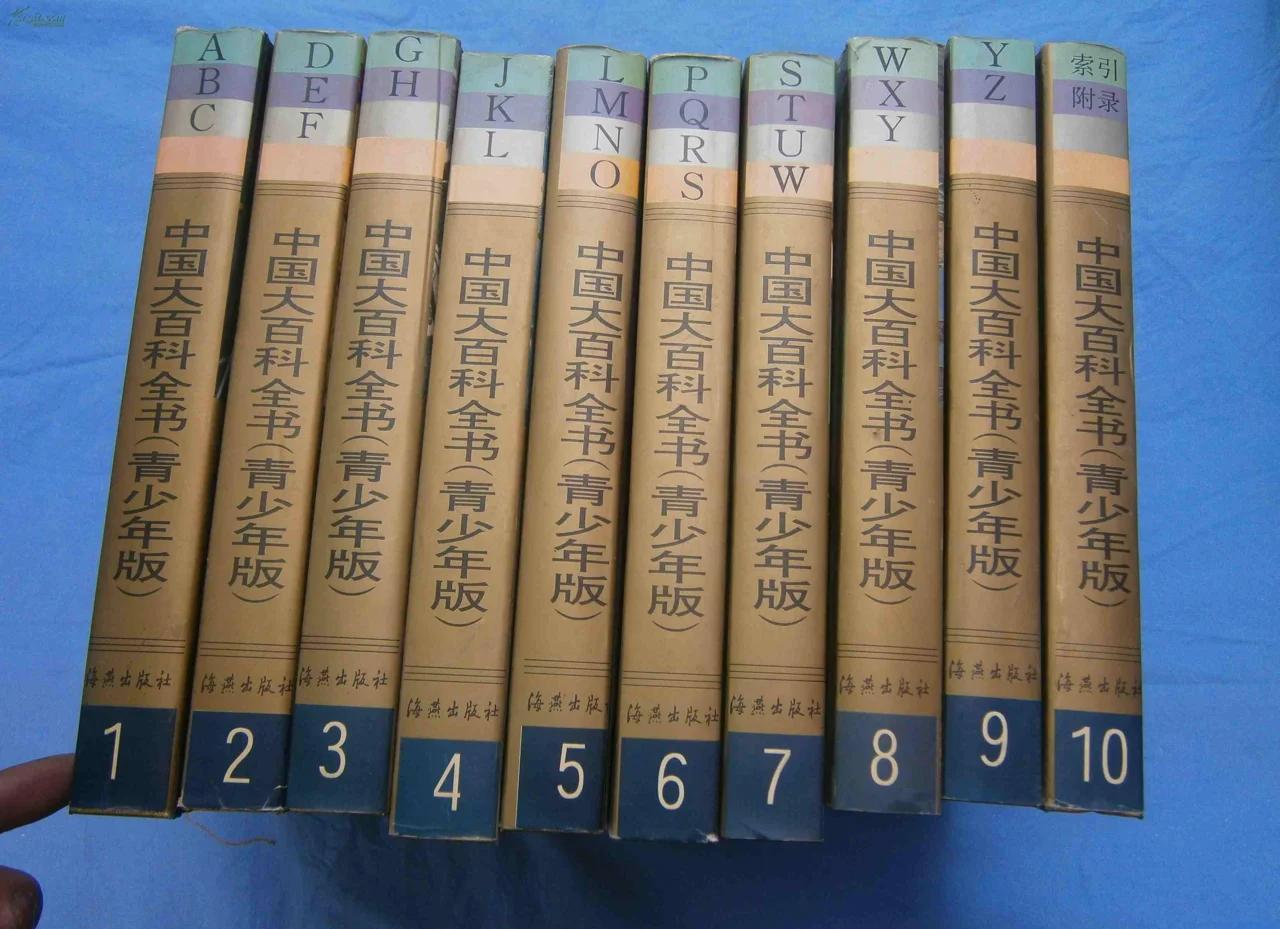 A
B
C
中国大百科全书（青少年版）
海燕出版社
1
D
E
F
中国大百科全书（青少年版）
海燕出版社
2
G
H
中国大百科全书（青少年版）
海燕出版社
3
J
K
L
中国大百科全书（青少年版）
海燕出版社
4
L
M
N
O
中国大百科全书（青少年版）
海燕出版社
5
P
Q
R
S
中国大百科全书（青少年版）
海燕出版社
6
S
T
U
W
中国大百科全书（青少年版）
海燕出版社
7
W
X
Y
中国大百科全书（青少年版）
海燕出版社
8
Y
Z
中国大百科全书（青少年版）
海燕出版社
9
索引
附录
中国大百科全书（青少年版）
海燕出版社
10